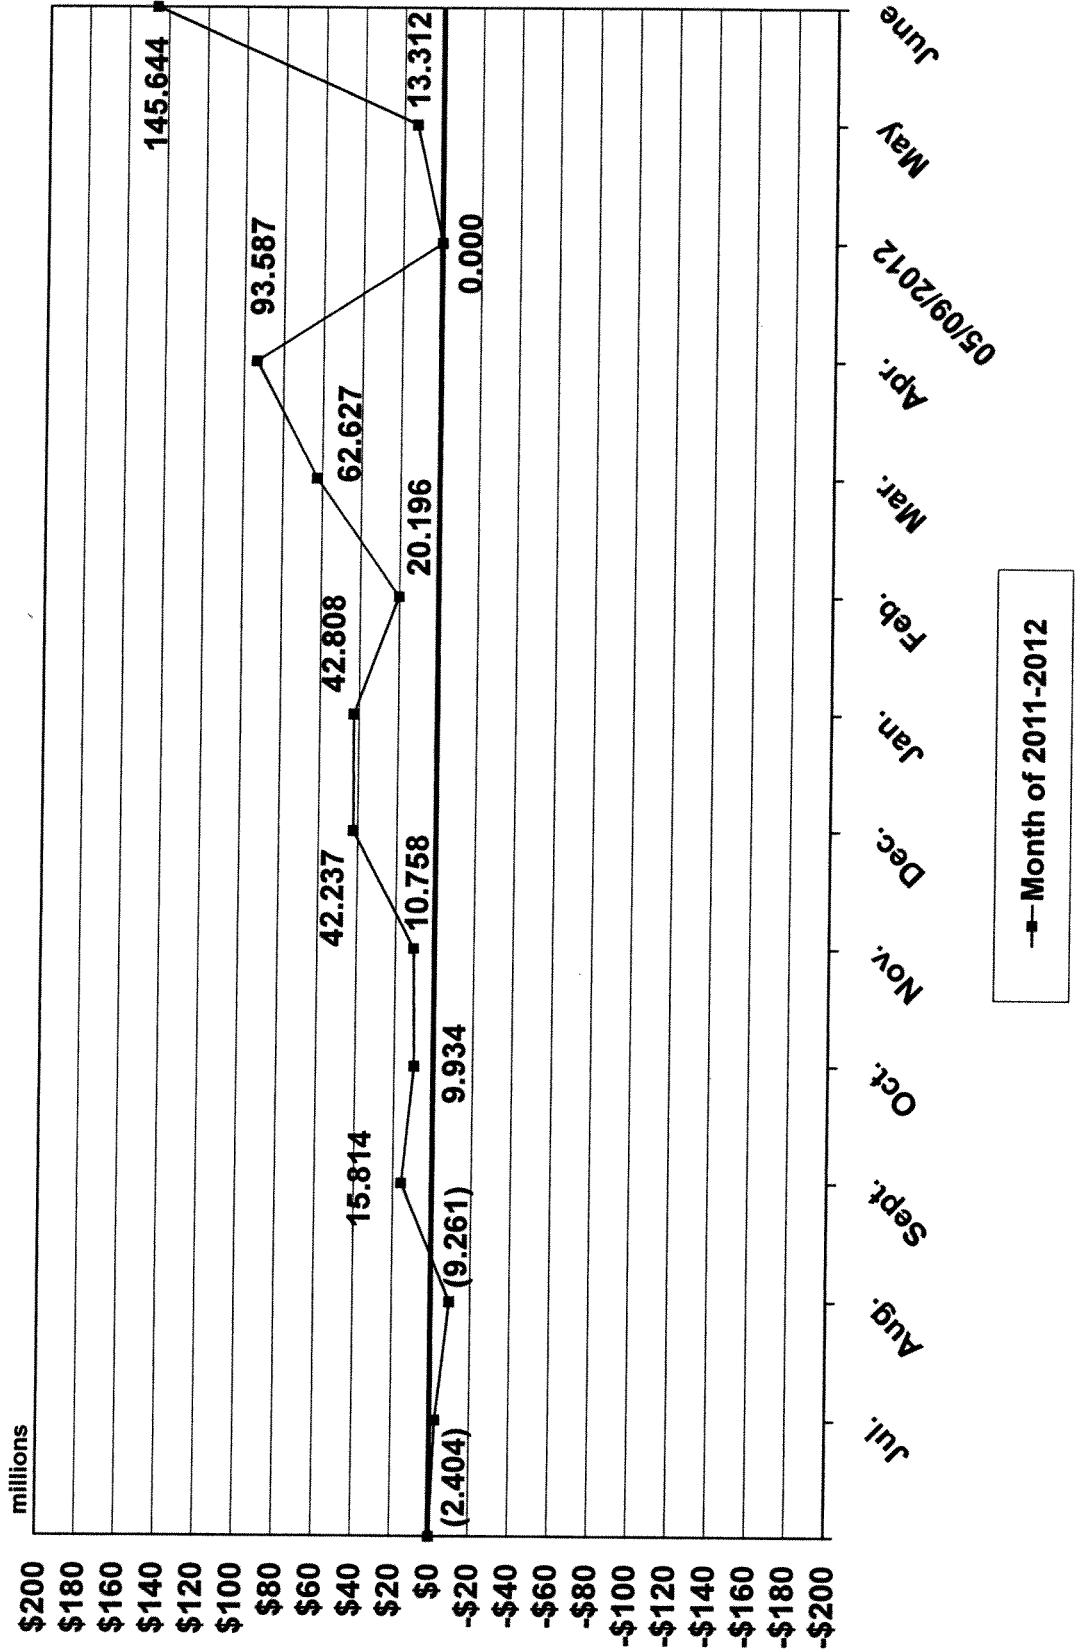 millions
$200
$180
$160
$140
$120
$100
$80
$60
$40
$20
$0
-$20
-$40
-$60
-$80
-$100
-$120
-$140
-$160
-$180
-$200
(2.404)
(9.261)
15.814
9.934
10.758
42.237
42.808
20.196
62.627
93.587
0.000
13.312
145.644
Jul.
Aug.
Sept.
Oct.
Nov.
Dec.
Jan.
Feb.
Mar.
Apr.
05/09/2012
May
June
Month of 2011-2012